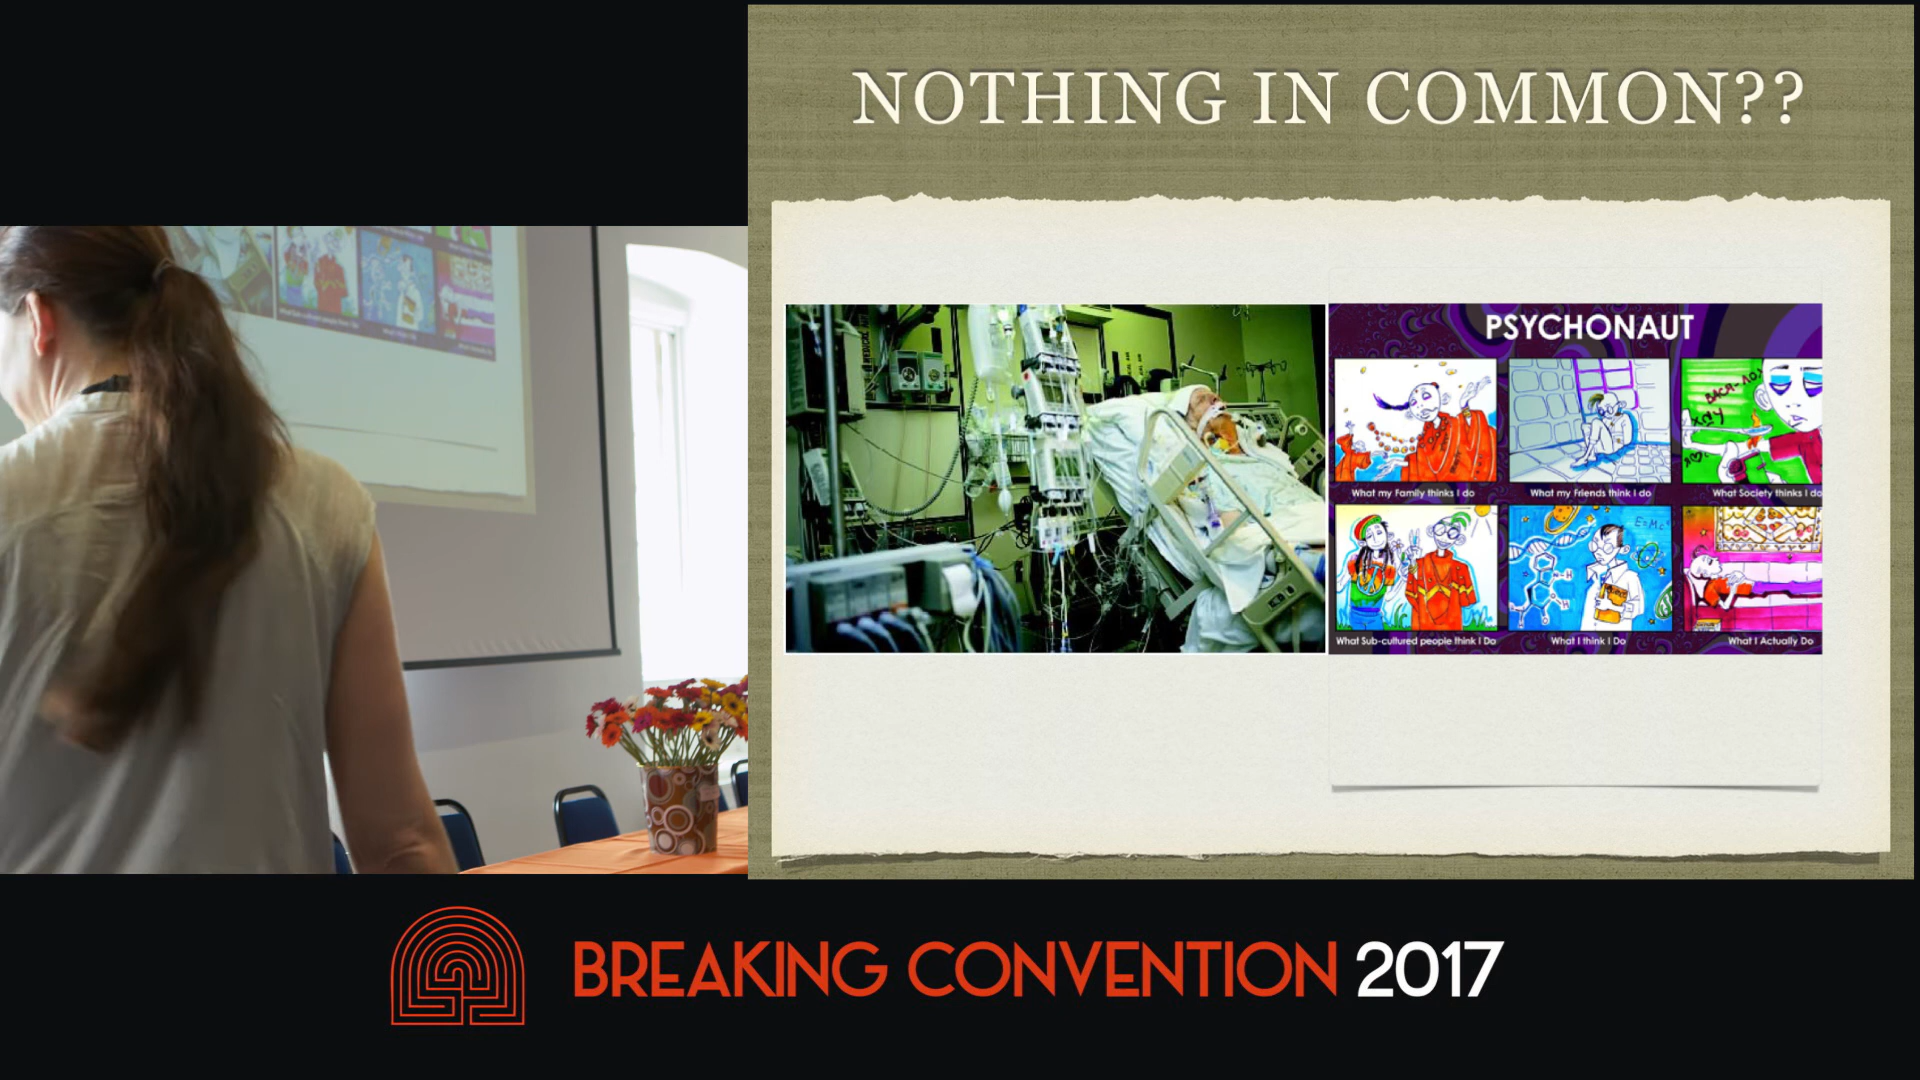 NOTHING IN COMMON??
PSYCHONAUT
What my Family thinks I do
What my Friends think I do
What Society thinks I do
E=Mc²
What Sub-cultured people think I Do
What I think I Do
What I Actually Do
BREAKING CONVENTION 2017